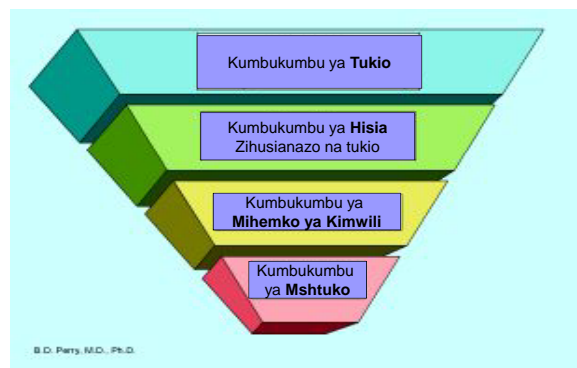 Kumbukumbu ya Tukio
Kumbukumbu ya Hisia
Zihusianazo na tukio
Kumbukumbu ya
Mihemko ya Kimwili
Kumbukumbu
ya Mshtuko
B.D. Perry, M.D., Ph.D.